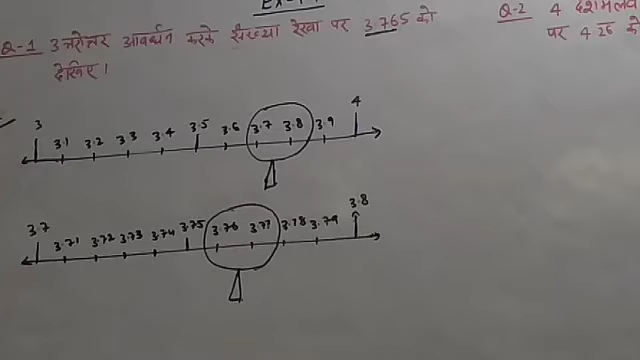 Q-1 उत्तरोत्तर आवर्धन करके संख्या रेखा पर 3.765 को
देखिए।
Q-2 4 दशमलव
पर 4.26 को
3 3.1 3.2 3.3 3.4 3.5 3.6 3.7 3.8 3.9 4
3.7 3.71 3.72 3.73 3.74 3.75 3.76 3.77 3.78 3.79 3.8